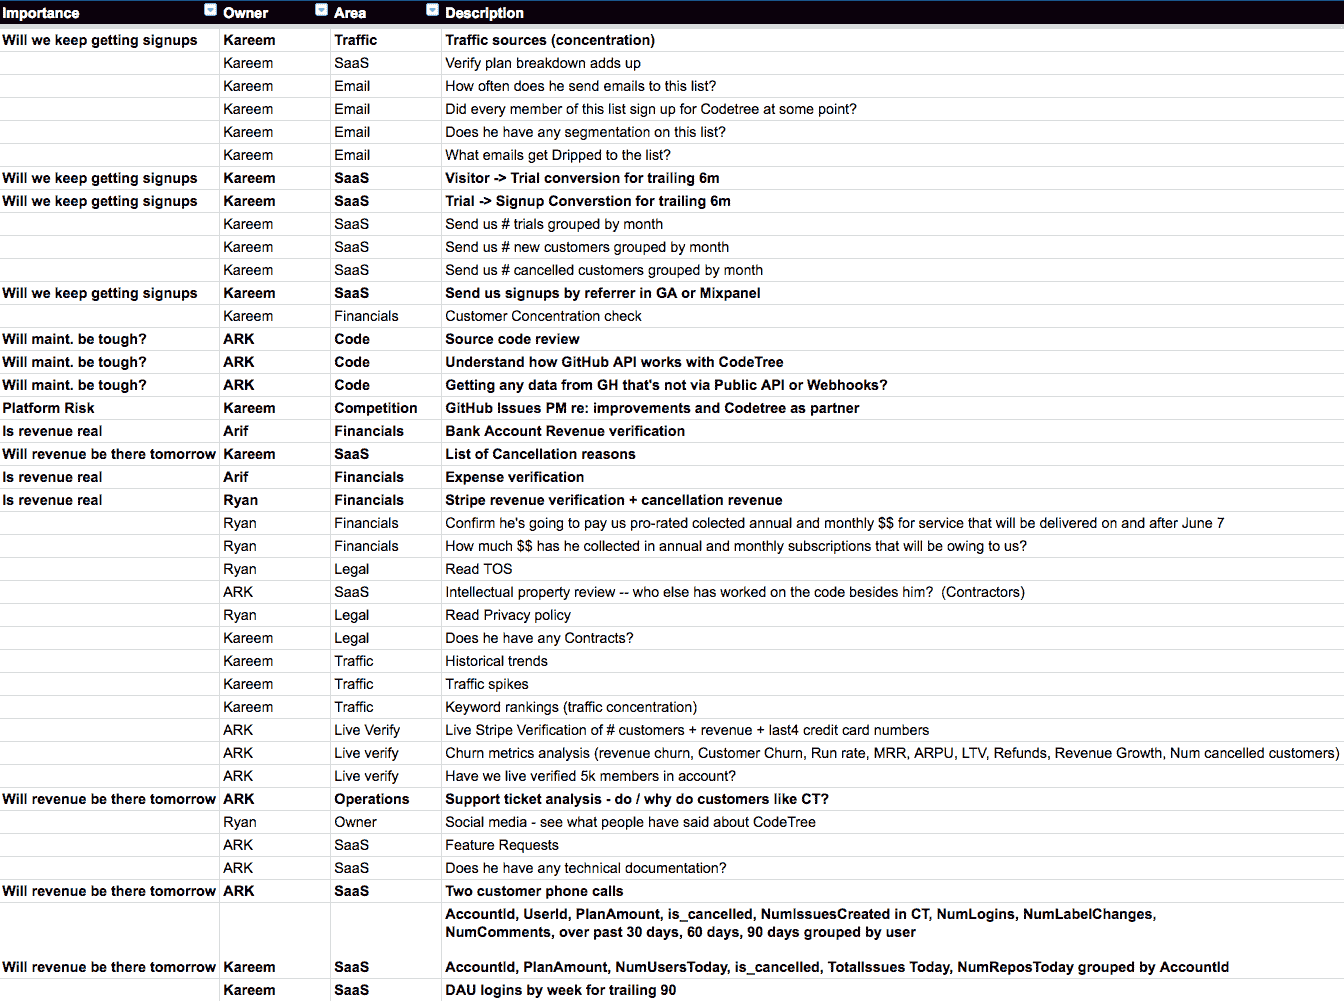 Importance Owner Area Description
Will we keep getting signups Kareem Traffic Traffic sources (concentration)
Kareem SaaS Verify plan breakdown adds up
Kareem Email How often does he send emails to this list?
Kareem Email Did every member of this list sign up for Codetree at some point?
Kareem Email Does he have any segmentation on this list?
Kareem Email What emails get Dripped to the list?
Will we keep getting signups Kareem SaaS Visitor -> Trial conversion for trailing 6m
Will we keep getting signups Kareem SaaS Trial -> Signup Converstion for trailing 6m
Kareem SaaS Send us # trials grouped by month
Kareem SaaS Send us # new customers grouped by month
Kareem SaaS Send us # cancelled customers grouped by month
Will we keep getting signups Kareem SaaS Send us signups by referrer in GA or Mixpanel
Kareem Financials Customer Concentration check
Will maint. be tough? ARK Code Source code review
Will maint. be tough? ARK Code Understand how GitHub API works with CodeTree
Will maint. be tough? ARK Code Getting any data from GH that's not via Public API or Webhooks?
Platform Risk Kareem Competition GitHub Issues PM re: improvements and Codetree as partner
Is revenue real Arif Financials Bank Account Revenue verification
Will revenue be there tomorrow Kareem SaaS List of Cancellation reasons
Is revenue real Arif Financials Expense verification
Is revenue real Ryan Financials Stripe revenue verification + cancellation revenue
Ryan Financials Confirm he's going to pay us pro-rated colected annual and monthly $$ for service that will be delivered on and after June 7
Ryan Financials How much $$ has he collected in annual and monthly subscriptions that will be owing to us?
Ryan Legal Read TOS
ARK SaaS Intellectual property review -- who else has worked on the code besides him? (Contractors)
Ryan Legal Read Privacy policy
Kareem Legal Does he have any Contracts?
Kareem Traffic Historical trends
Kareem Traffic Traffic spikes
Kareem Traffic Keyword rankings (traffic concentration)
ARK Live Verify Live Stripe Verification of # customers + revenue + last4 credit card numbers
ARK Live verify Churn metrics analysis (revenue churn, Customer Churn, Run rate, MRR, ARPU, LTV, Refunds, Revenue Growth, Num cancelled customers)
ARK Live verify Have we live verified 5k members in account?
Will revenue be there tomorrow ARK Operations Support ticket analysis - do / why do customers like CT?
Ryan Owner Social media - see what people have said about CodeTree
ARK SaaS Feature Requests
ARK SaaS Does he have any technical documentation?
Will revenue be there tomorrow ARK SaaS Two customer phone calls
AccountId, UserId, PlanAmount, is_cancelled, NumIssuesCreated in CT, NumLogins, NumLabelChanges,
NumComments, over past 30 days, 60 days, 90 days grouped by user
Will revenue be there tomorrow Kareem SaaS AccountId, PlanAmount, NumUsersToday, is_cancelled, TotalIssues Today, NumReposToday grouped by AccountId
Kareem SaaS DAU logins by week for trailing 90